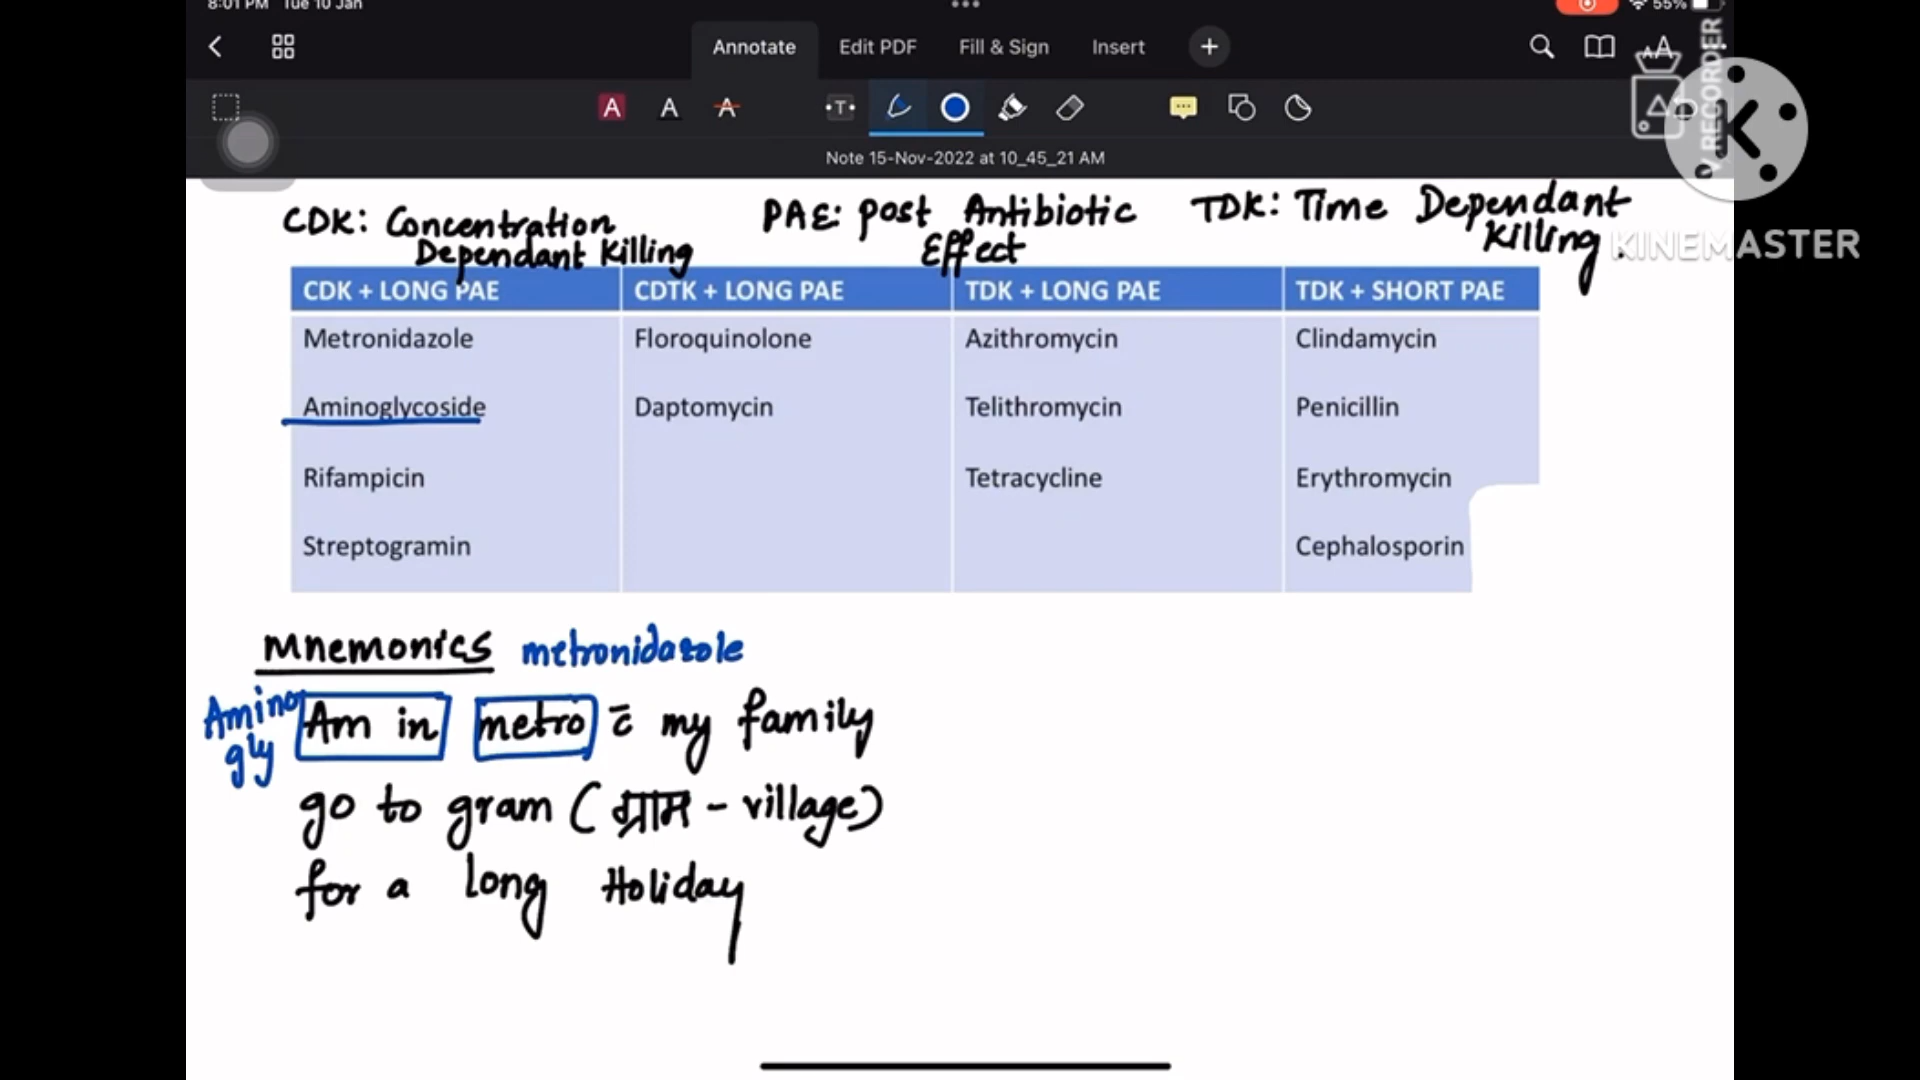 8:01 PM Tue 10 Jan
55%
Annotate Edit PDF Fill & Sign Insert
Note 15-Nov-2022 at 10_45_21 AM
V RECORDER
KINEMASTER
CDK: Concentration Dependant Killing
PAE: Post Antibiotic Effect
TDK: Time Dependant Killing.
CDK + LONG PAE CDTK + LONG PAE TDK + LONG PAE TDK + SHORT PAE
Metronidazole Floroquinolone Azithromycin Clindamycin
Aminoglycoside Daptomycin Telithromycin Penicillin
Rifampicin Tetracycline Erythromycin
Streptogramin Cephalosporin
Mnemonics metronidazole
Amino gly
Am in metro c̄ my family
go to gram (ग्राम - village)
for a long Holiday